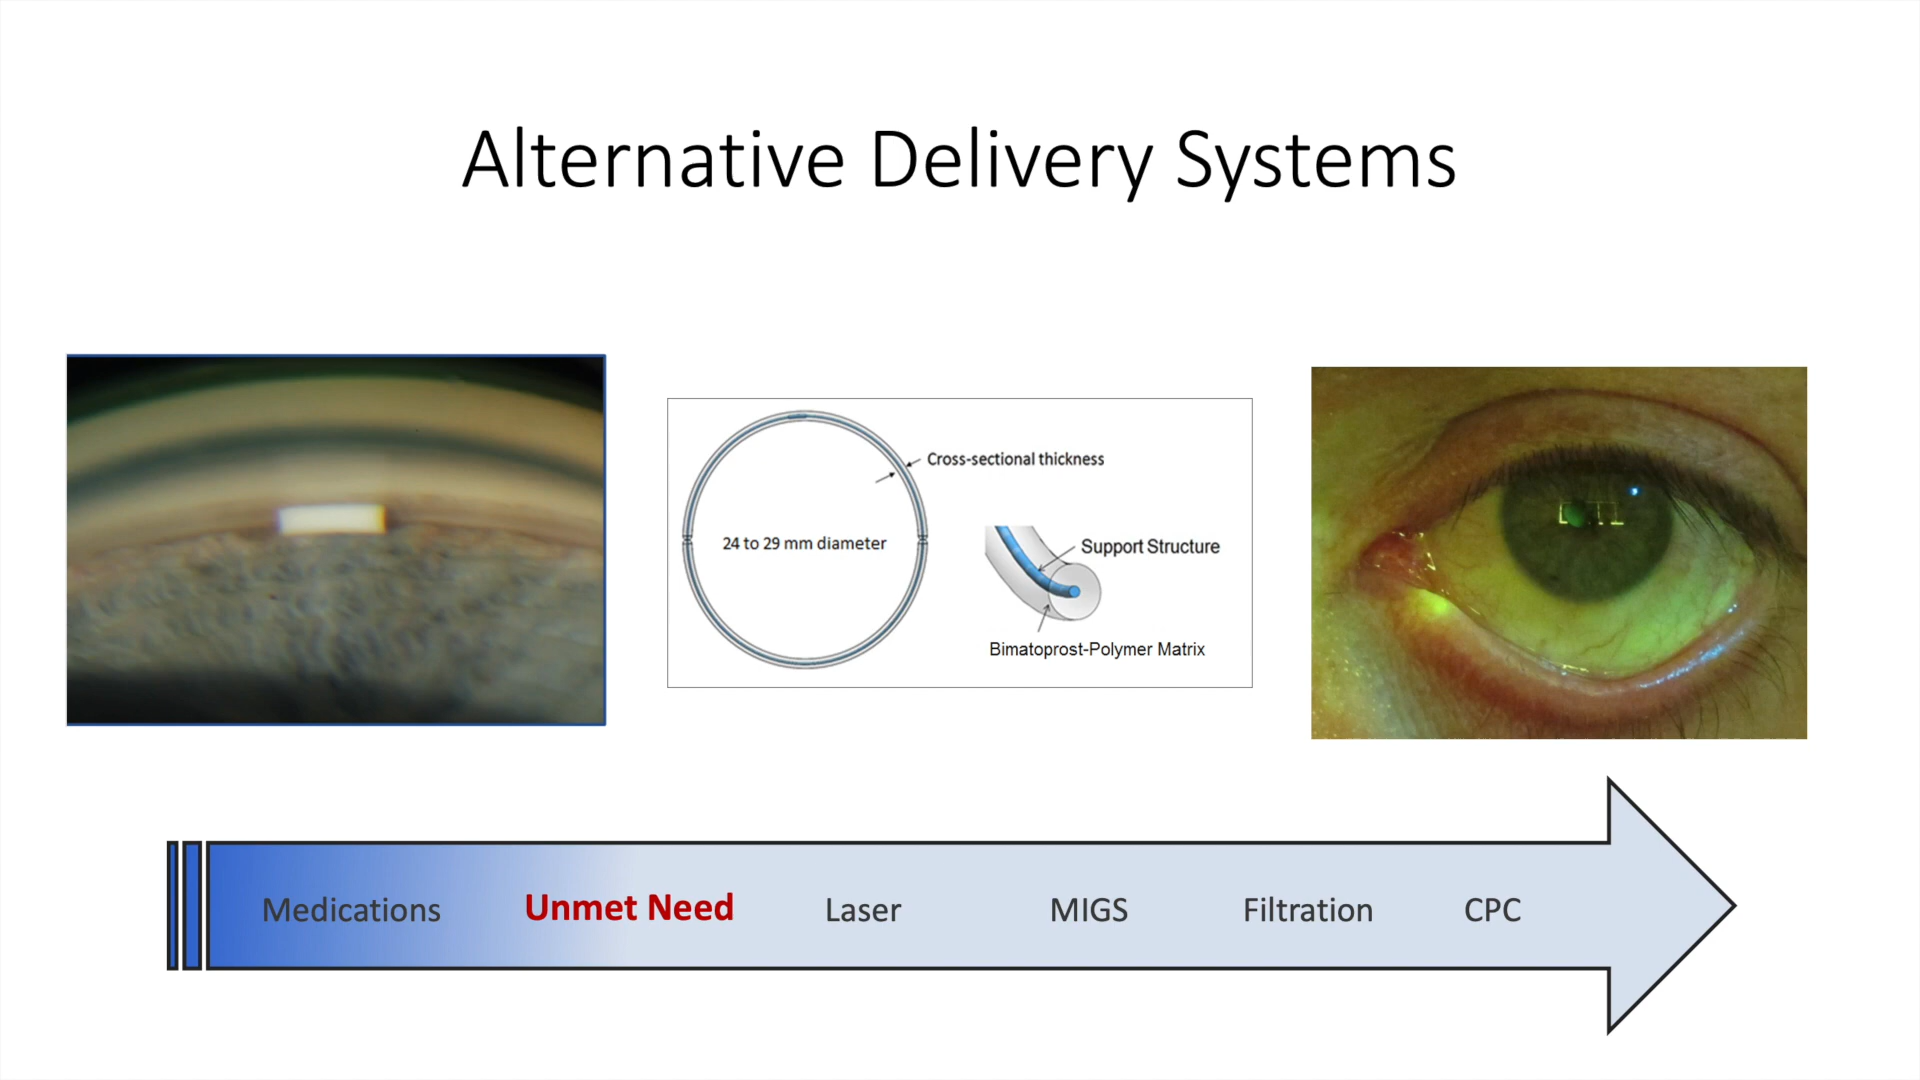 Alternative Delivery Systems
Cross-sectional thickness
24 to 29 mm diameter
Support Structure
Bimatoprost-Polymer Matrix
Medications
Unmet Need
Laser
MIGS
Filtration
CPC